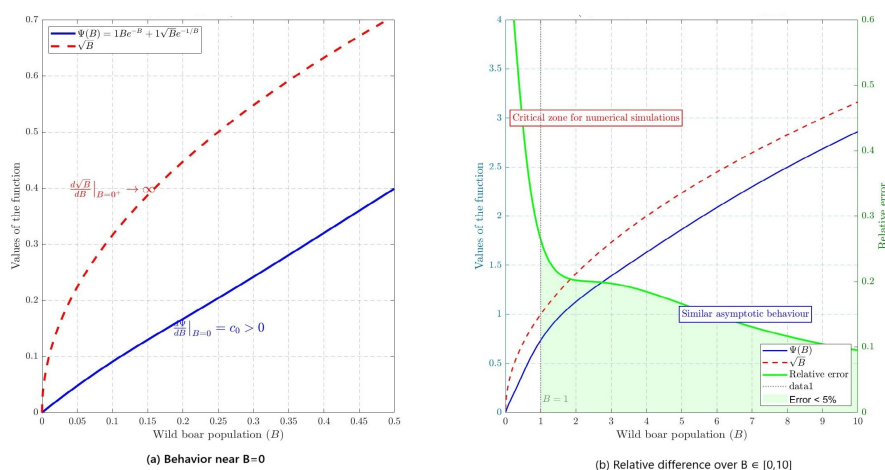 0.7
0.6
0.5
0.4
0.3
0.2
0.1
0
Values of the function
Ψ(B) = 1Be^{-B} + 1√B e^{-1/B}
√B
d√B/dB|_{B=0⁺} → ∞
dΨ/dB|_{B=0} = c₀ > 0
0 0.05 0.1 0.15 0.2 0.25 0.3 0.35 0.4 0.45 0.5
Wild boar population (B)
(a) Behavior near B=0
4
3.5
3
2.5
2
1.5
1
0.5
0
Values of the function
Critical zone for numerical simulations
Similar asymptotic behaviour
B = 1
Ψ(B)
√B
Relative error
data1
Error < 5%
0.6
0.5
0.4
0.3
0.2
0.1
0
Relative error
0 1 2 3 4 5 6 7 8 9 10
Wild boar population (B)
(b) Relative difference over B ∈ [0,10]